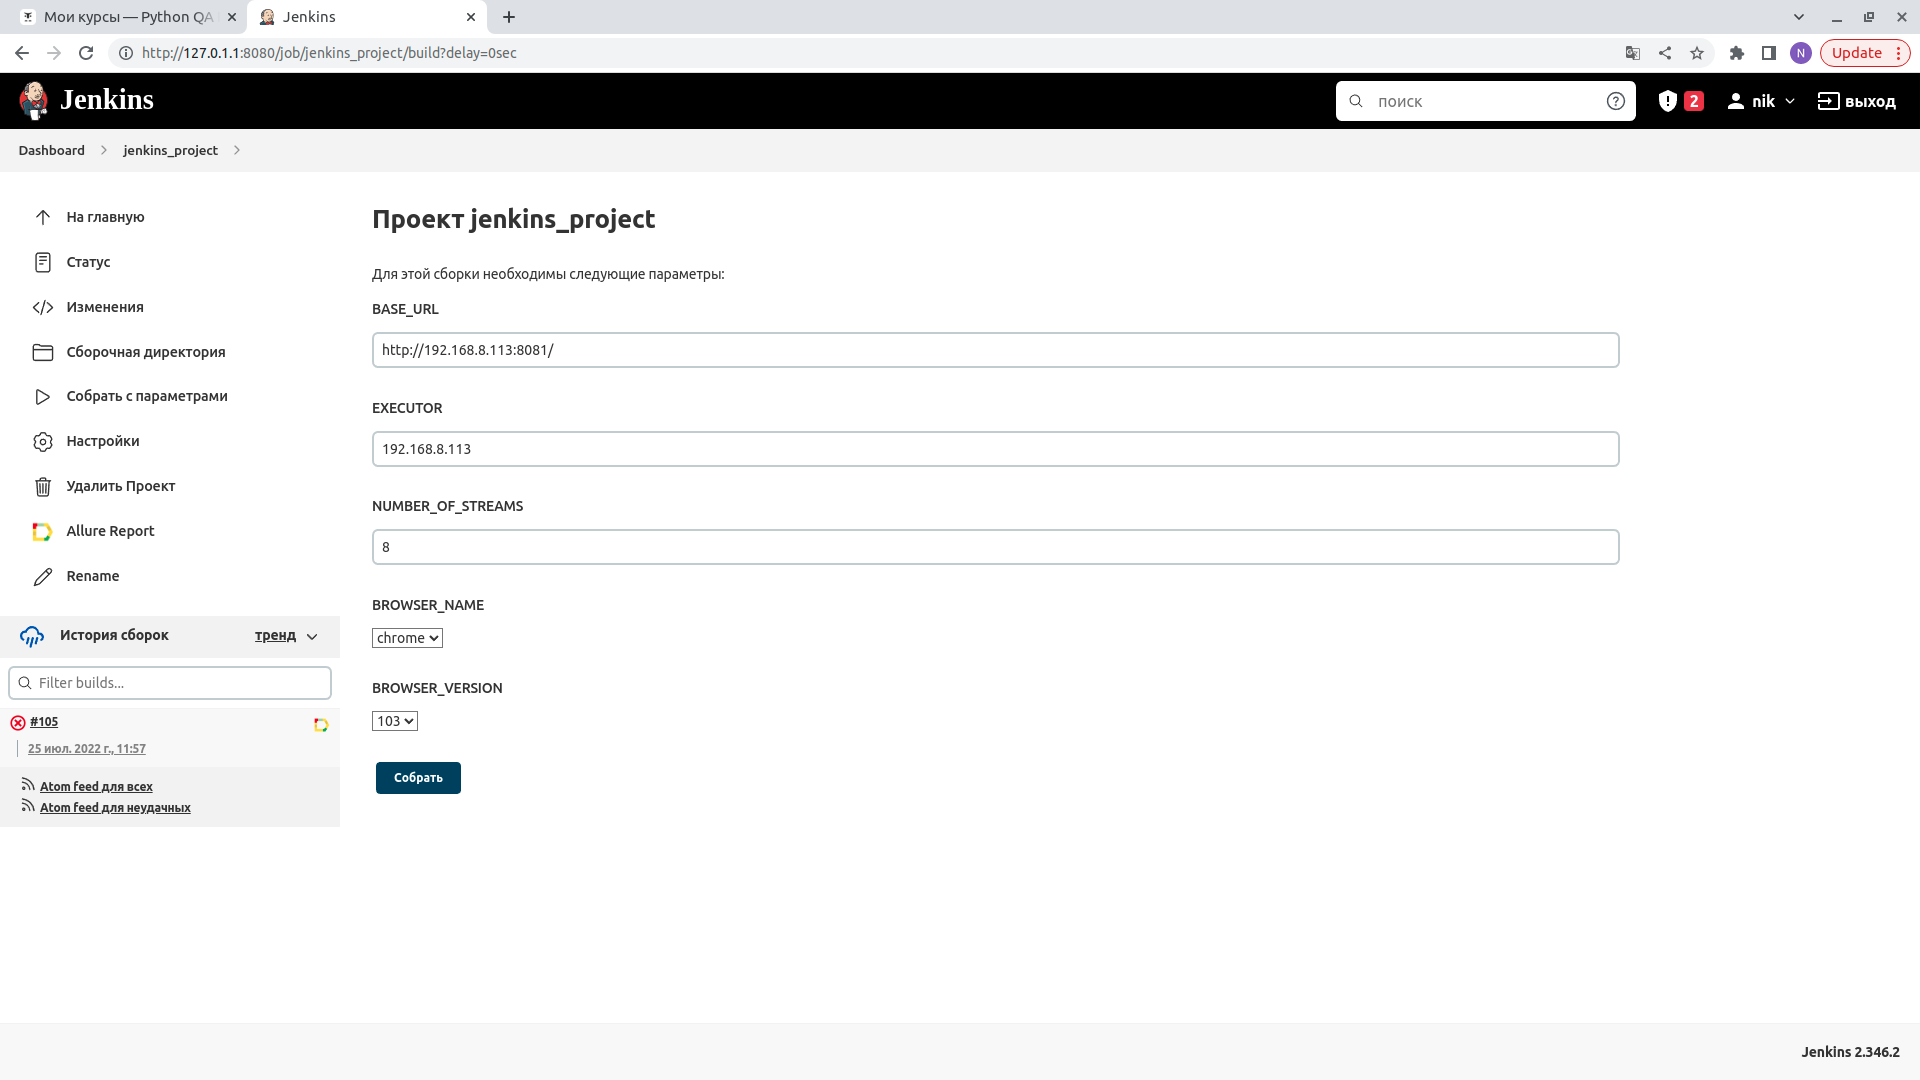 Мои курсы — Python QA
Jenkins
http://127.0.1.1:8080/job/jenkins_project/build?delay=0sec
N
Update
Jenkins
поиск
2
nik
выход
Dashboard
jenkins_project
На главную
Статус
Изменения
Сборочная директория
Собрать с параметрами
Настройки
Удалить Проект
Allure Report
Rename
История сборок
тренд
Filter builds...
#105
25 июл. 2022 г., 11:57
Atom feed для всех
Atom feed для неудачных
Проект jenkins_project
Для этой сборки необходимы следующие параметры:
BASE_URL
http://192.168.8.113:8081/
EXECUTOR
192.168.8.113
NUMBER_OF_STREAMS
8
BROWSER_NAME
chrome
BROWSER_VERSION
103
Собрать
Jenkins 2.346.2